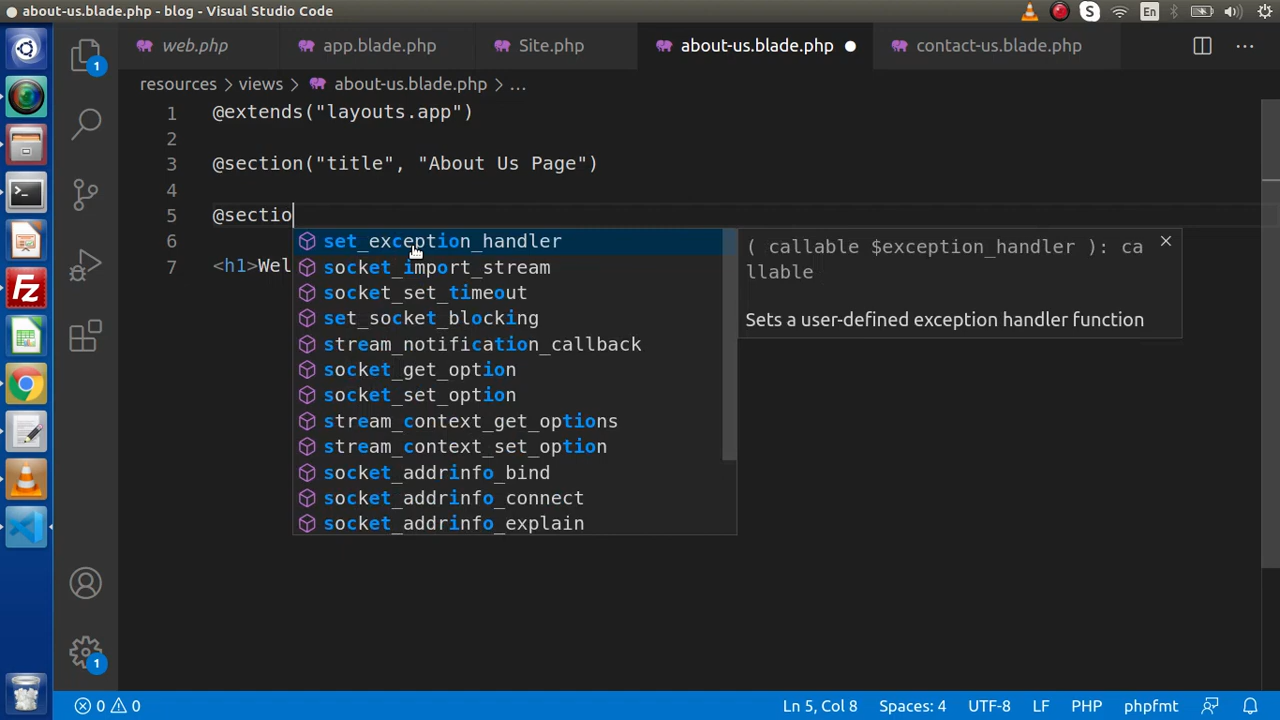 about-us.blade.php - blog - Visual Studio Code
En
web.php
app.blade.php
Site.php
about-us.blade.php
contact-us.blade.php
resources > views > about-us.blade.php > ...
1 @extends("layouts.app")
2
3 @section("title", "About Us Page")
4
5 @sectio
6
7 <h1>Wel
set_exception_handler
socket_import_stream
socket_set_timeout
set_socket_blocking
stream_notification_callback
socket_get_option
socket_set_option
stream_context_get_options
stream_context_set_option
socket_addrinfo_bind
socket_addrinfo_connect
socket_addrinfo_explain
( callable $exception_handler ): ca
llable
Sets a user-defined exception handler function
1
1
0 0
Ln 5, Col 8
Spaces: 4
UTF-8
LF
PHP
phpfmt